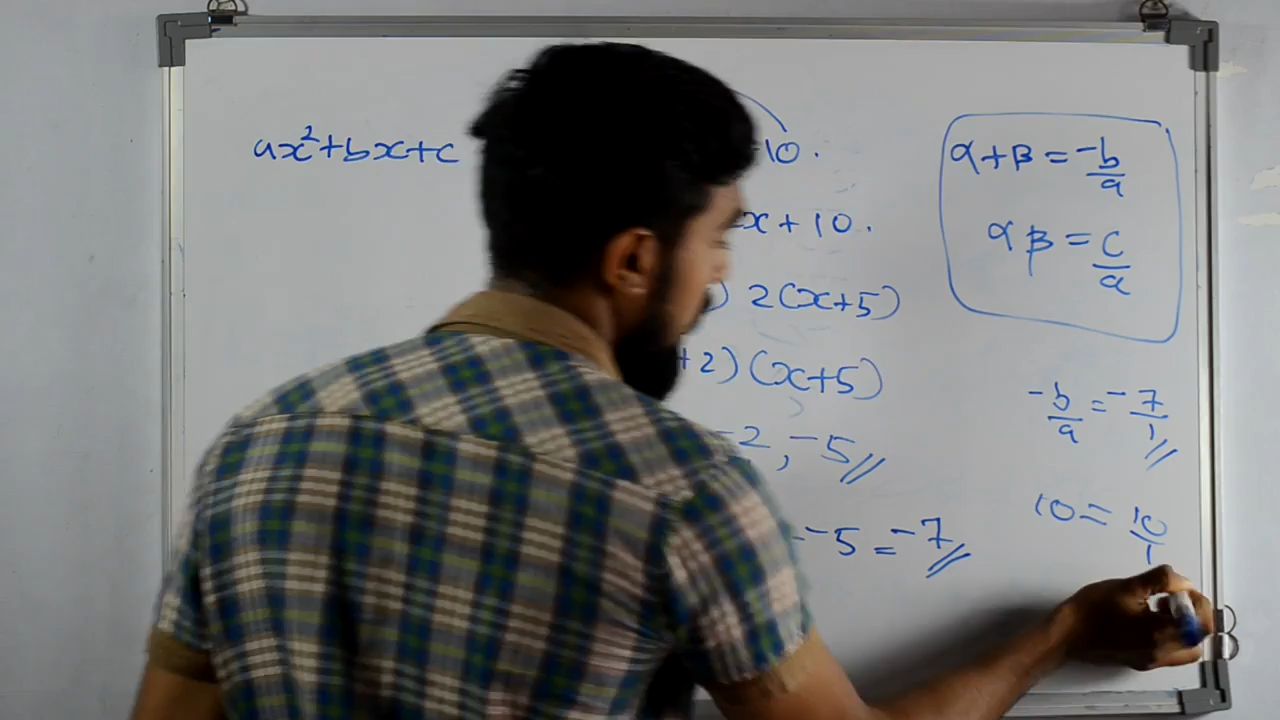 ax²+bx+c
10.
x+10.
) 2(x+5)
+2) (x+5)
-2, -5
-5 = -7
α+β = -b/a
αβ = c/a
-b/a = -7/1
10 = 10/1